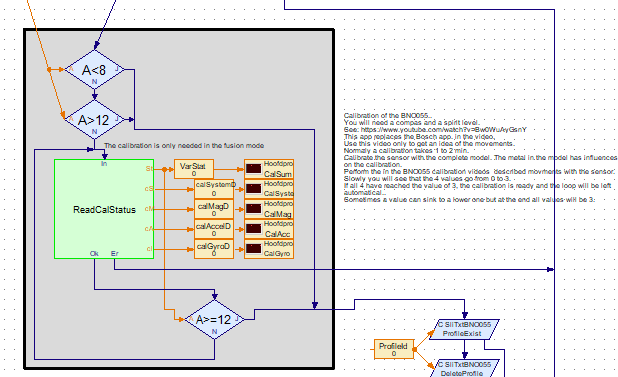 A<8
A
J
N
A>12
A
J
N
The calibration is only needed in the fusion mode
In
ReadCalStatus
St
cS
cM
cA
cI
Ok
Er
VarStat
0
calSystemD
0
calMagD
0
calAccelD
0
calGyroD
0
Hoofdpro
CalSum
Hoofdpro
CalSyste
Hoofdpro
CalMag
Hoofdpro
CalAcc
Hoofdpro
CalGyro
A>=12
A
J
N
Calibration of the BNO055..
You will need a compas and a spirit level.
See: https://www.youtube.com/watch?v=Bw0WuAyGsnY
This app replaces the Bosch app. in the video,
Use this video only to get an idea of the movements.
Normaly a calibration takes 1 to 2min.
Calibrate the sensor with the complete model. The metal in the model has influences
on the calibration.
Perform the in the BNO055 calibration videos described movments with the sensor.
Slowly you will see that the 4 values go from 0 to 3.
If all 4 have reached the value of 3, the calibration is ready and the loop will be left
automatical..
Sometimes a value can sink to a lower one but at the end all values will be 3.
C SliTxtBNO055
ProfileExist
ProfileId
0
C SliTxtBNO055
DeleteProfile